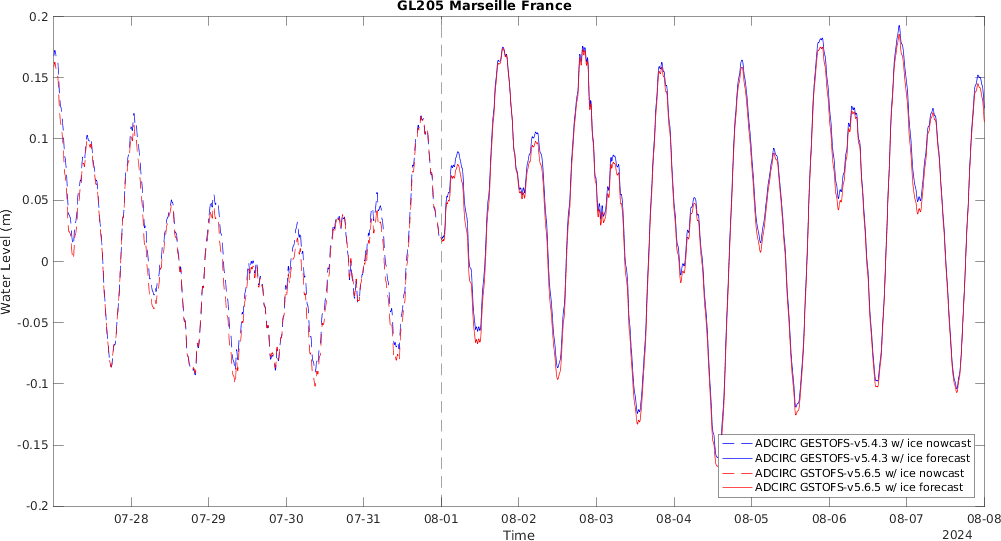 GL205 Marseille France
0.2
0.15
0.1
0.05
0
-0.05
-0.1
-0.15
-0.2
Water Level (m)
ADCIRC GESTOFS-v5.4.3 w/ ice nowcast
ADCIRC GESTOFS-v5.4.3 w/ ice forecast
ADCIRC GSTOFS-v5.6.5 w/ ice nowcast
ADCIRC GSTOFS-v5.6.5 w/ ice forecast
07-28 07-29 07-30 07-31 08-01 08-02 08-03 08-04 08-05 08-06 08-07 08-08
Time
2024